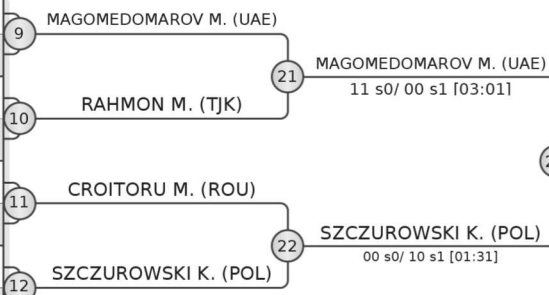 MAGOMEDOMAROV M. (UAE)
9
21
MAGOMEDOMAROV M. (UAE)
11 s0/ 00 s1 [03:01]
RAHMON M. (TJK)
10
CROITORU M. (ROU)
11
22
SZCZUROWSKI K. (POL)
00 s0/ 10 s1 [01:31]
SZCZUROWSKI K. (POL)
12